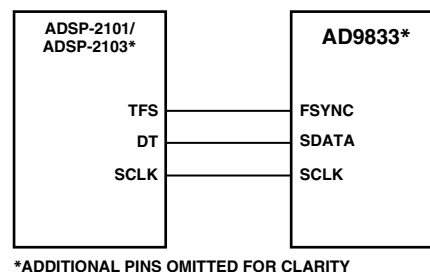 ADSP-2101/
ADSP-2103*
AD9833*
TFS
FSYNC
DT
SDATA
SCLK
SCLK
*ADDITIONAL PINS OMITTED FOR CLARITY